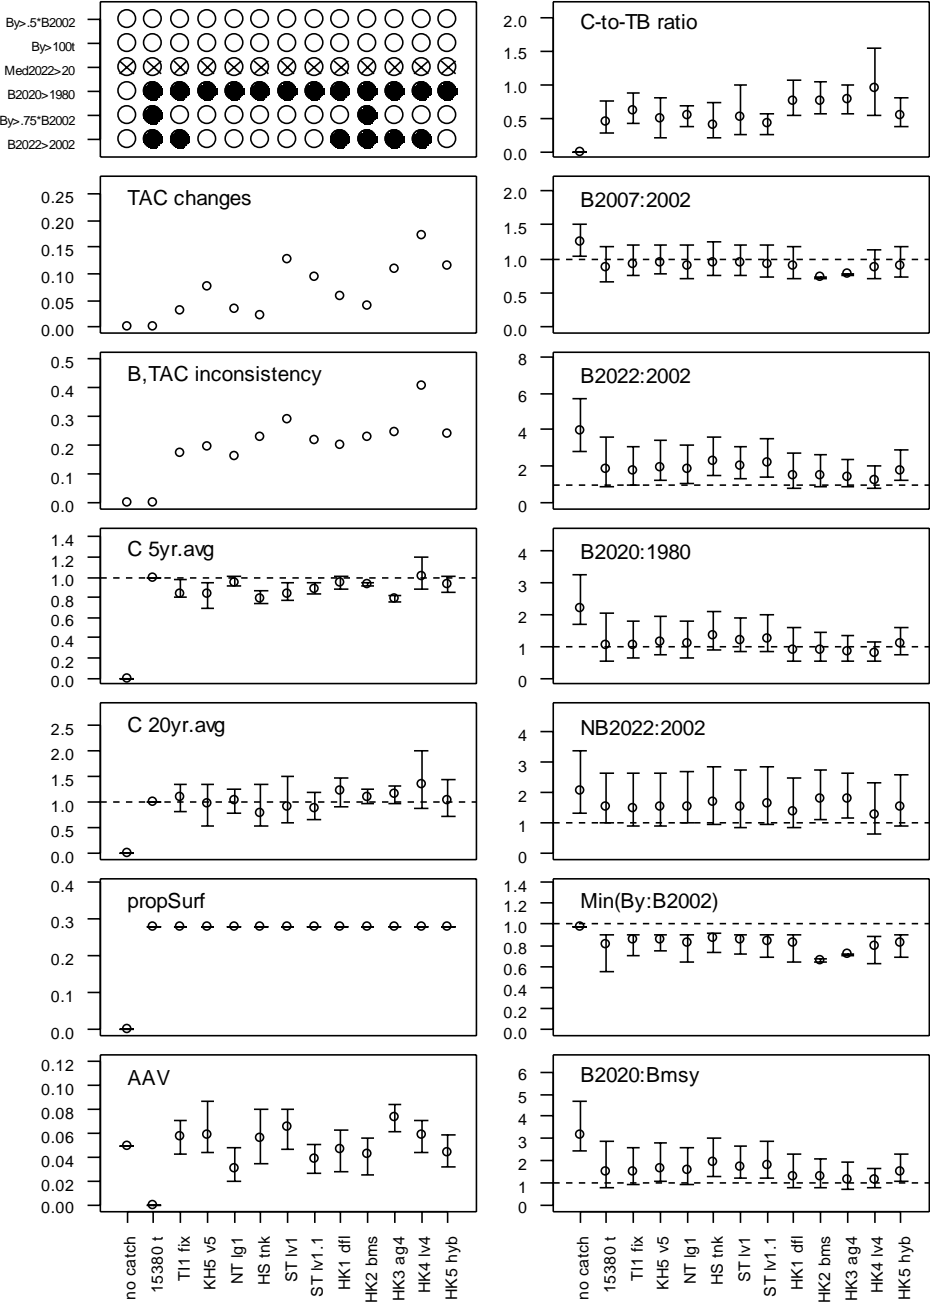 By>.5*B2002
By>100t
Med2022>20
B2020>1980
By>.75*B2002
B2022>2002
TAC changes
0.25
0.20
0.15
0.10
0.05
0.00
B,TAC inconsistency
0.5
0.4
0.3
0.2
0.1
0.0
C 5yr.avg
1.4
1.2
1.0
0.8
0.6
0.4
0.2
0.0
C 20yr.avg
2.5
2.0
1.5
1.0
0.5
0.0
propSurf
0.4
0.3
0.2
0.1
0.0
AAV
0.12
0.10
0.08
0.06
0.04
0.02
0.00
no catch
15380 t
TI1 fix
KH5 v5
NT lg1
HS tnk
ST lv1
ST lv1.1
HK1 dfl
HK2 bms
HK3 ag4
HK4 lv4
HK5 hyb
C-to-TB ratio
2.0
1.5
1.0
0.5
0.0
B2007:2002
2.0
1.5
1.0
0.5
0.0
B2022:2002
8
6
4
2
0
B2020:1980
4
3
2
1
0
NB2022:2002
4
3
2
1
0
Min(By:B2002)
1.4
1.2
1.0
0.8
0.6
0.4
0.2
0.0
B2020:Bmsy
6
5
4
3
2
1
0
no catch
15380 t
TI1 fix
KH5 v5
NT lg1
HS tnk
ST lv1
ST lv1.1
HK1 dfl
HK2 bms
HK3 ag4
HK4 lv4
HK5 hyb